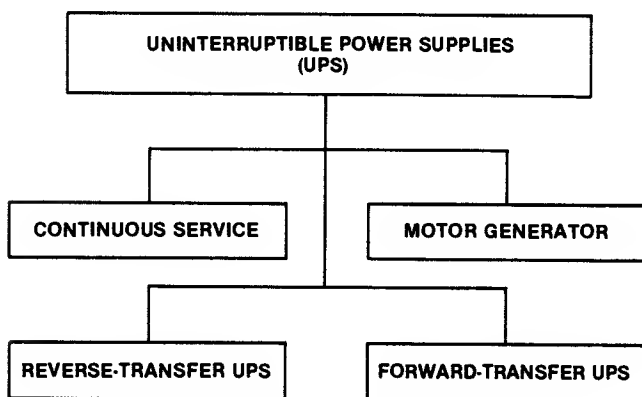 UNINTERRUPTIBLE POWER SUPPLIES
(UPS)
CONTINUOUS SERVICE
MOTOR GENERATOR
REVERSE-TRANSFER UPS
FORWARD-TRANSFER UPS